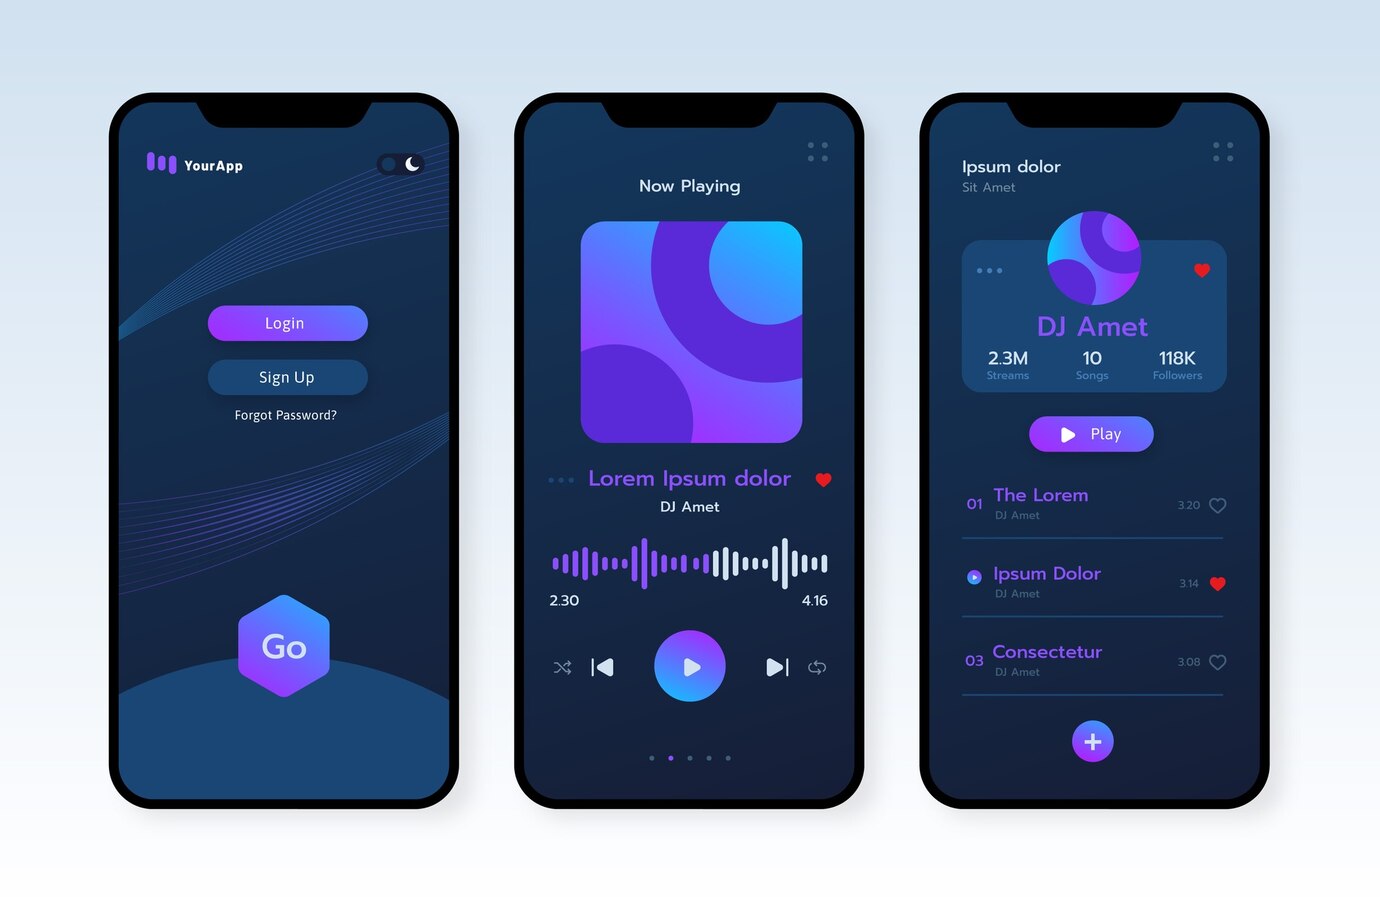 YourApp
Login
Sign Up
Forgot Password?
Go
Now Playing
Lorem Ipsum dolor
DJ Amet
2.30 4.16
Ipsum dolor
Sit Amet
DJ Amet
2.3M 10 118K
Streams Songs Followers
Play
01 The Lorem 3.20
DJ Amet
Ipsum Dolor 3.14
DJ Amet
03 Consectetur 3.08
DJ Amet